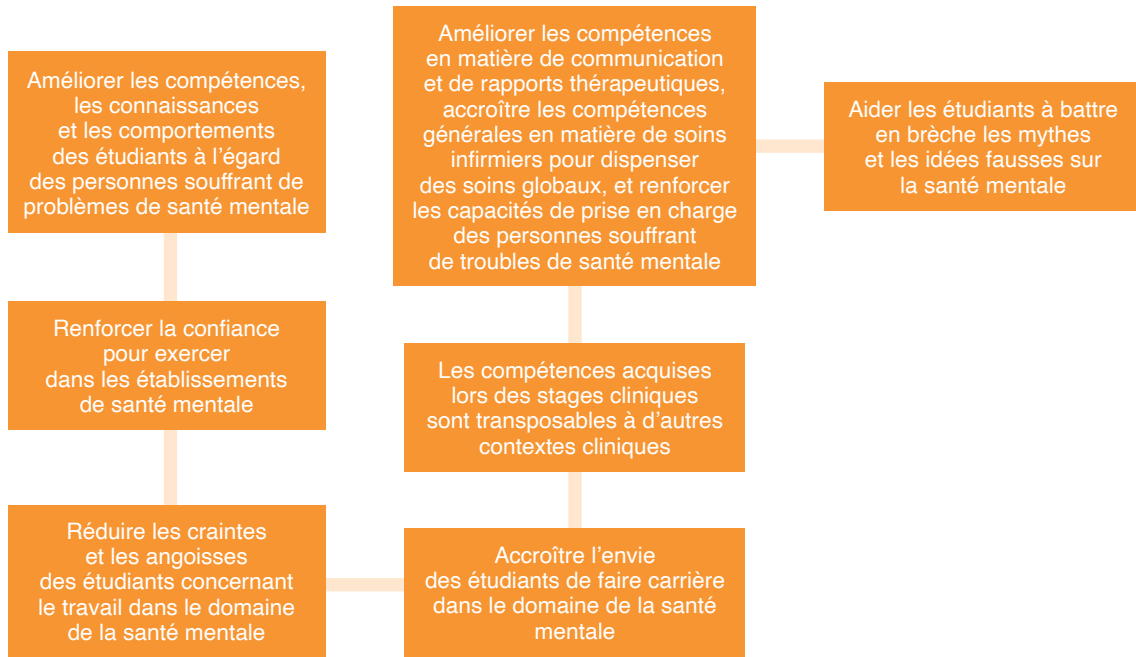 Améliorer les compétences,
les connaissances
et les comportements
des étudiants à l'égard
des personnes souffrant de
problèmes de santé mentale
Renforcer la confiance
pour exercer
dans les établissements
de santé mentale
Réduire les craintes
et les angoisses
des étudiants concernant
le travail dans le domaine
de la santé mentale
Accroître l'envie
des étudiants de faire carrière
dans le domaine de la santé
mentale
Les compétences acquises
lors des stages cliniques
sont transposables à d'autres
contextes cliniques
Améliorer les compétences
en matière de communication
et de rapports thérapeutiques,
accroître les compétences
générales en matière de soins
infirmiers pour dispenser
des soins globaux, et renforcer
les capacités de prise en charge
des personnes souffrant
de troubles de santé mentale
Aider les étudiants à battre
en brèche les mythes
et les idées fausses sur
la santé mentale